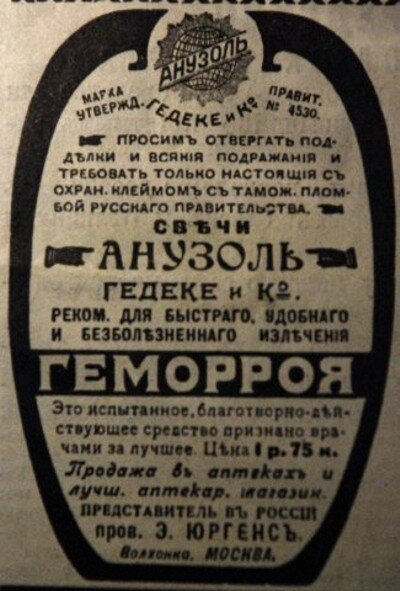 АНУЗОЛЬ
МАРКА УТВЕРЖД.
ПРАВИТ. № 4530.
ГЕДЕКЕ и Ко
ПРОСИМЪ ОТВЕРГАТЬ ПОД-
ДѢЛКИ И ВСЯКІЯ ПОДРАЖАНІЯ И
ТРЕБОВАТЬ ТОЛЬКО НАСТОЯЩІЯ СЪ
ОХРАН. КЛЕЙМОМЪ СЪ ТАМОЖ. ПЛОМ-
БОЙ РУССКАГО ПРАВИТЕЛЬСТВА.
СВѢЧИ
АНУЗОЛЬ
ГЕДЕКЕ и Ко.
РЕКОМ. ДЛЯ БЫСТРАГО, УДОБНАГО
И БЕЗБОЛѢЗНЕННАГО ИЗЛѢЧЕНІЯ
ГЕМОРРОЯ
Это испытанное, благотворно-дѣй-
ствующее средство признано вра-
чами за лучшее. Цѣна 1 р. 75 к.
Продажа въ аптекахъ и
лучш. аптекар. магазин.
ПРЕДСТАВИТЕЛЬ ВЪ РОССІИ
пров. Э. ЮРГЕНСЪ.
Волхонка, МОСКВА.